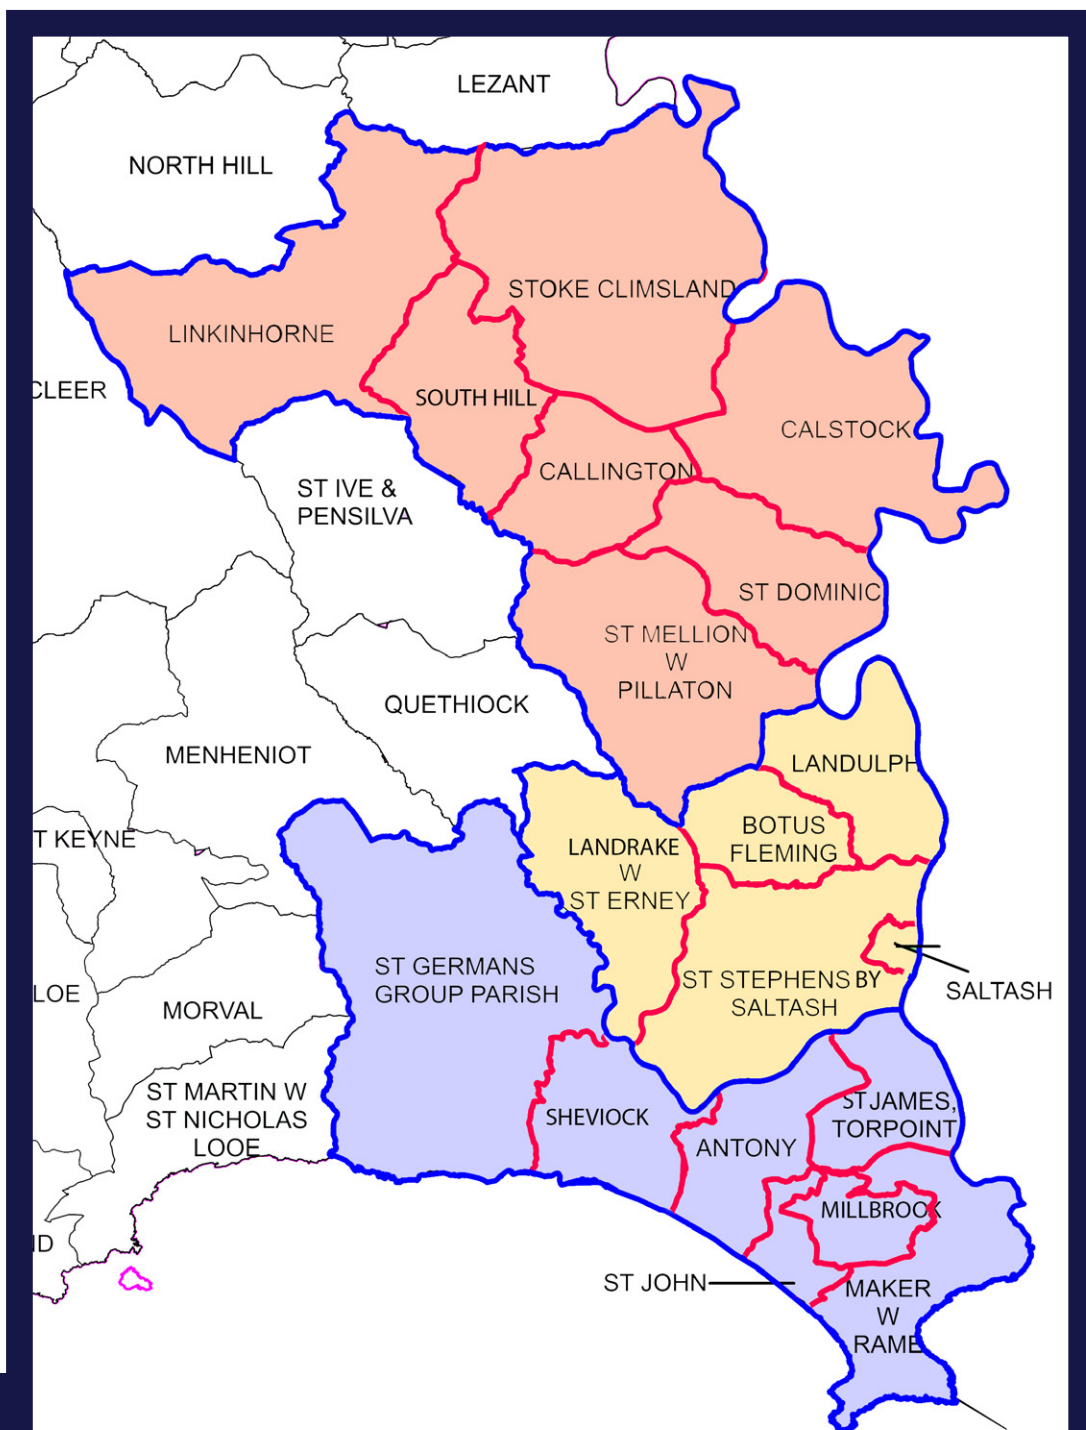 LEZANT
NORTH HILL
STOKE CLIMSLAND
LINKINHORNE
CLEER
SOUTH HILL
CALSTOCK
CALLINGTON
ST IVE &
PENSILVA
ST DOMINIC
ST MELLION
W
PILLATON
QUETHIOCK
MENHENIOT
LANDULPH
T KEYNE
BOTUS
FLEMING
LANDRAKE
W
ST ERNEY
ST GERMANS
GROUP PARISH
ST STEPHENS BY
SALTASH
SALTASH
LOE
MORVAL
ST MARTIN W
ST NICHOLAS
LOOE
SHEVIOCK
ST JAMES,
TORPOINT
ANTONY
MILLBROOK
ID
ST JOHN
MAKER
W
RAME